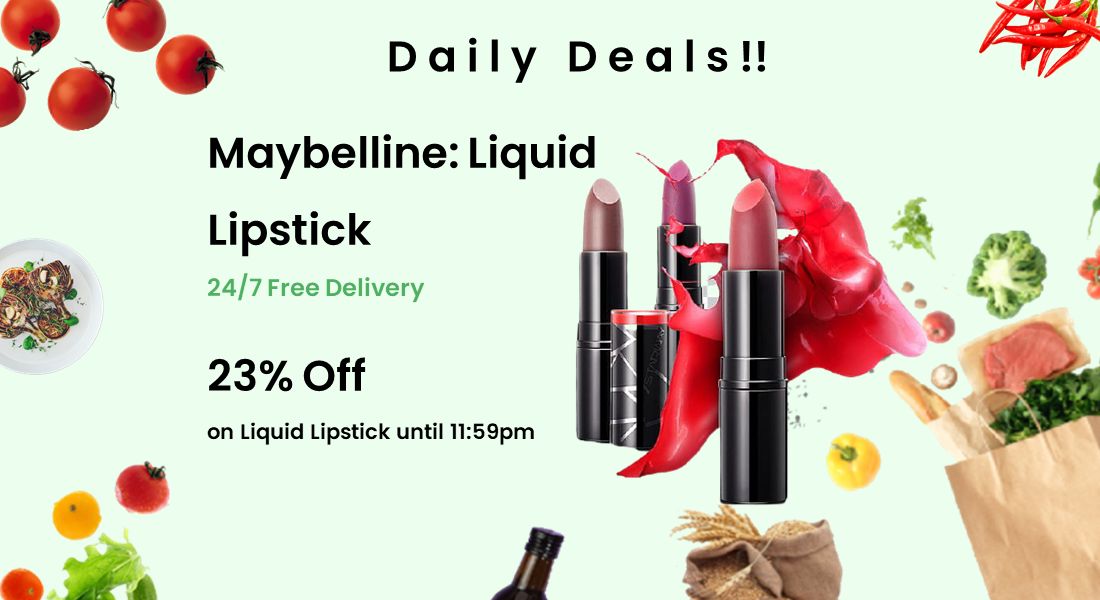 Daily Deals!!
Maybelline: Liquid
Lipstick
24/7 Free Delivery
23% Off
on Liquid Lipstick until 11:59pm